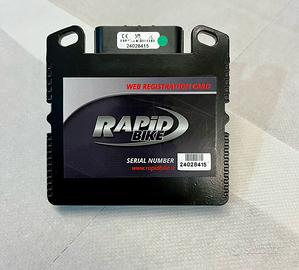 24028415
WEB REGISTRATION CARD
RAPiD
BIKE
SERIAL NUMBER
24028415
www.rapidbike.it